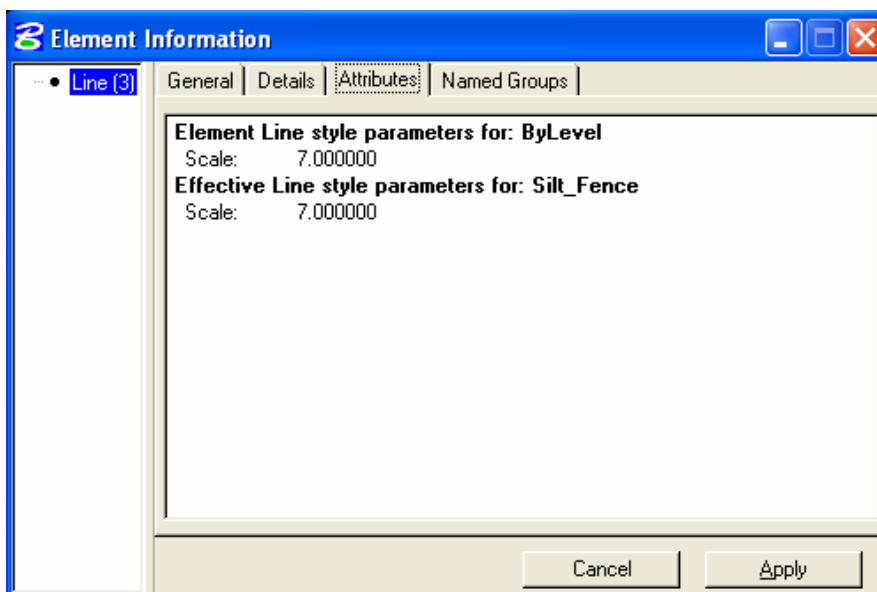 Element Information
Line (3)
General Details Attributes Named Groups
Element Line style parameters for: ByLevel
Scale: 7.000000
Effective Line style parameters for: Silt_Fence
Scale: 7.000000
Cancel Apply